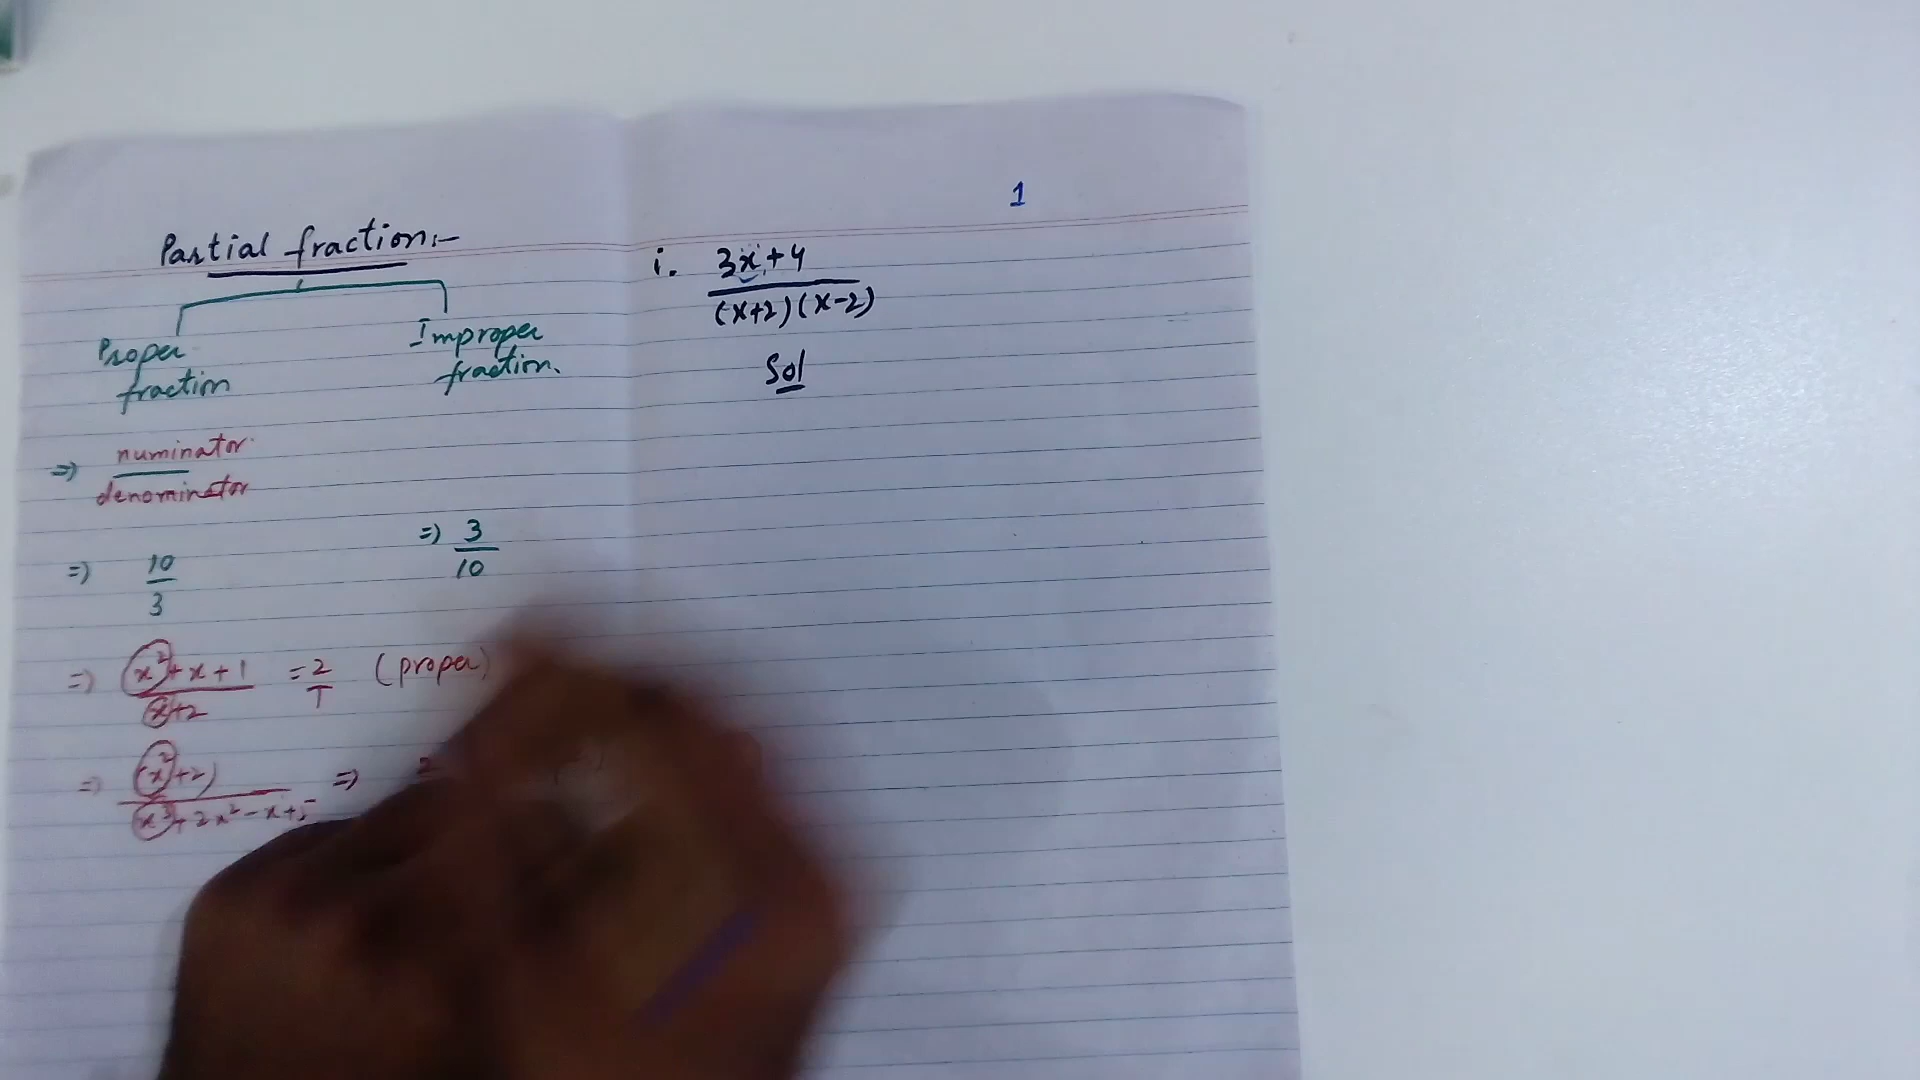 Partial fraction:-
Proper
fraction
Improper
fraction.
=> numinator
denominator
=> 10
3
=> 3
10
=> x²+x+1 = 2 (proper)
x+2 1
=> (x²+2) => 2
x³+2x²-x+5
1
i. 3x+4
(x+2)(x-2)
Sol